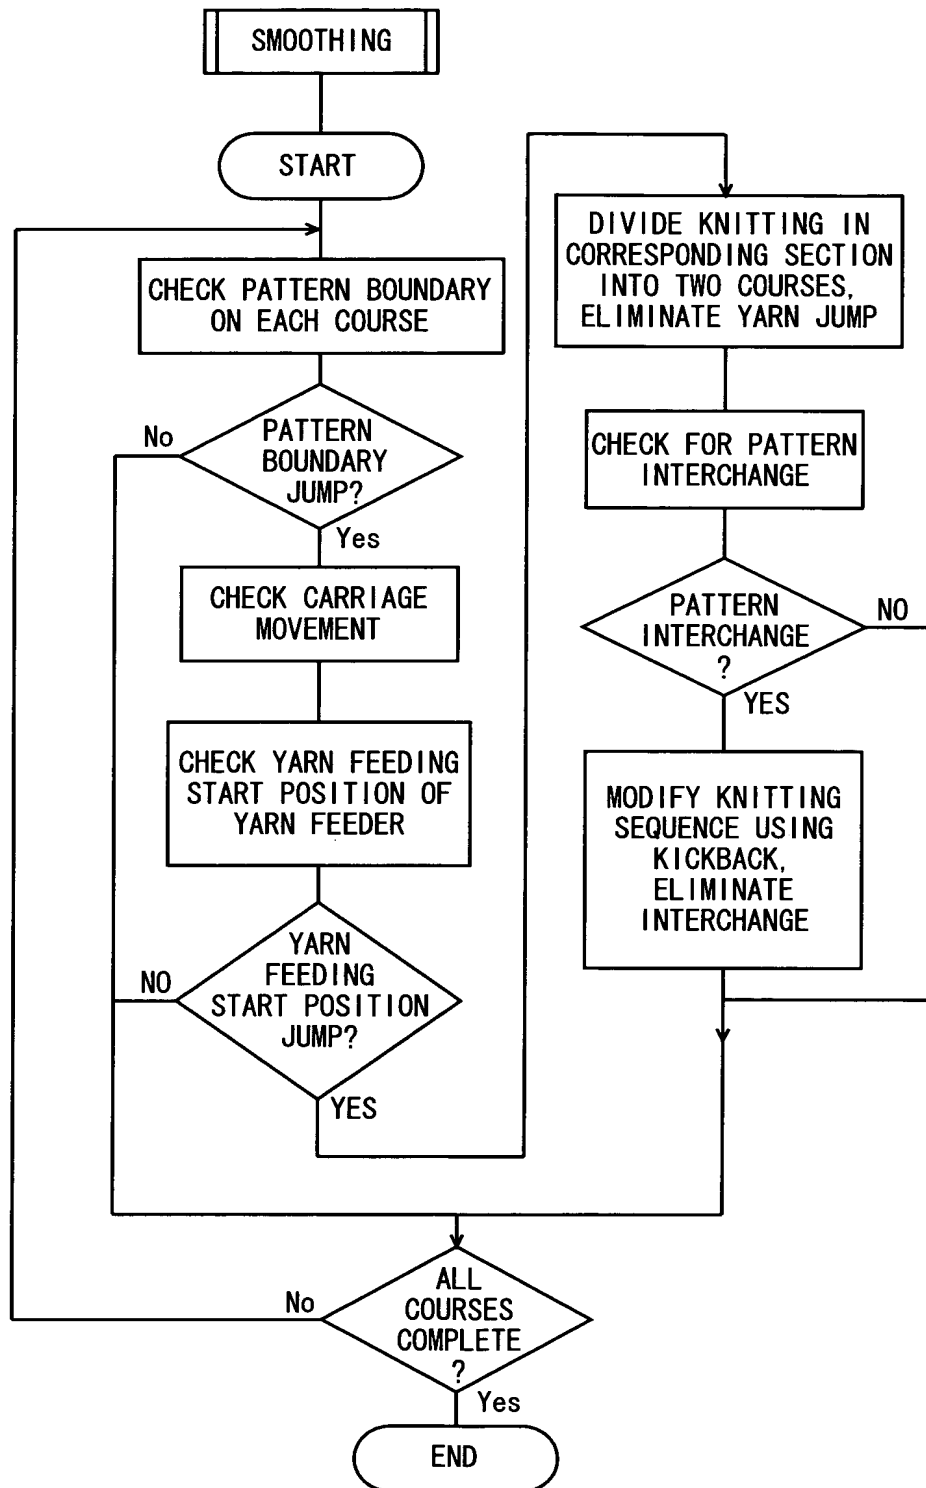 SMOOTHING
START
CHECK PATTERN BOUNDARY
ON EACH COURSE
PATTERN
BOUNDARY
JUMP?
No
Yes
CHECK CARRIAGE
MOVEMENT
CHECK YARN FEEDING
START POSITION OF
YARN FEEDER
YARN
FEEDING
START POSITION
JUMP?
NO
YES
DIVIDE KNITTING IN
CORRESPONDING SECTION
INTO TWO COURSES,
ELIMINATE YARN JUMP
CHECK FOR PATTERN
INTERCHANGE
PATTERN
INTERCHANGE
?
NO
YES
MODIFY KNITTING
SEQUENCE USING
KICKBACK,
ELIMINATE
INTERCHANGE
ALL
COURSES
COMPLETE
?
No
Yes
END